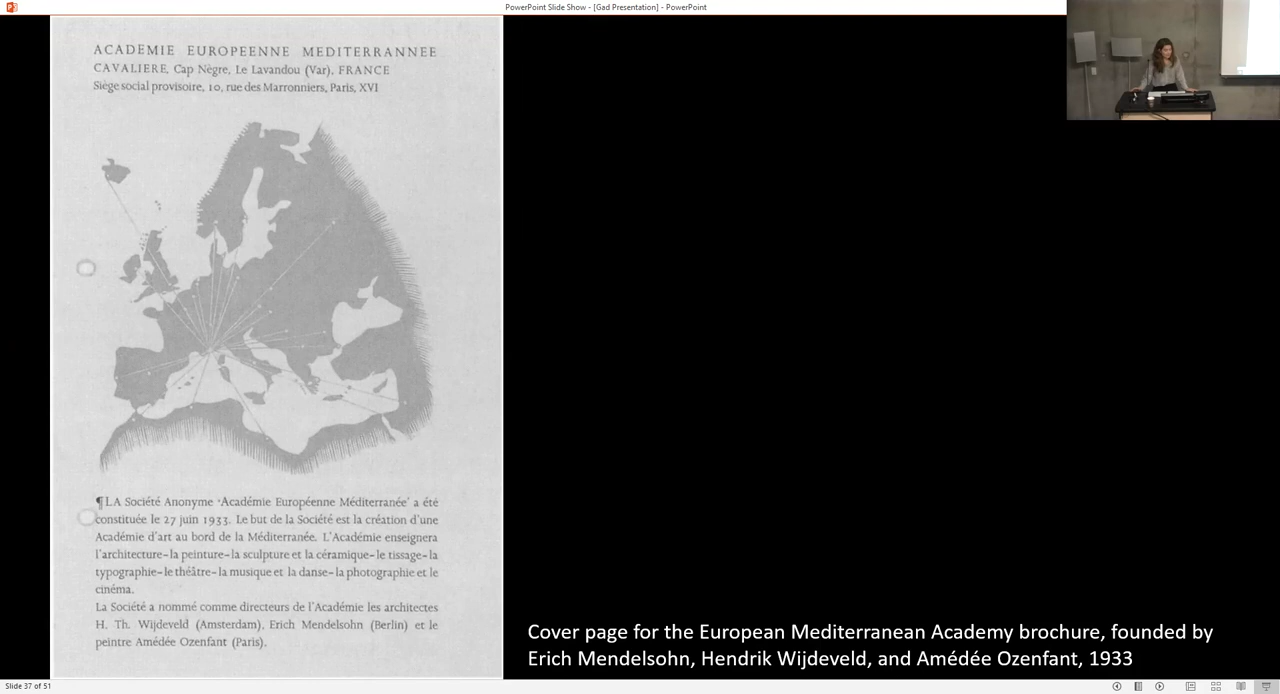 PowerPoint Slide Show - [Gad Presentation] - PowerPoint
ACADEMIE EUROPEENNE MEDITERRANNEE
CAVALIERE, Cap Nègre, Le Lavandou (Var), FRANCE
Siège social provisoire, 10, rue des Marronniers, Paris, XVI
¶LA Société Anonyme ‘Académie Européenne Méditerranée’ a été
constituée le 27 juin 1933. Le but de la Société est la création d'une
Académie d'art au bord de la Méditerranée. L'Académie enseignera
l'architecture–la peinture–la sculpture et la céramique–le tissage–la
typographie–le théâtre–la musique et la danse–la photographie et le
cinéma.
La Société a nommé comme directeurs de l'Académie les architectes
H. Th. Wijdeveld (Amsterdam), Erich Mendelsohn (Berlin) et le
peintre Amédée Ozenfant (Paris).
Cover page for the European Mediterranean Academy brochure, founded by
Erich Mendelsohn, Hendrik Wijdeveld, and Amédée Ozenfant, 1933
Slide 37 of 51